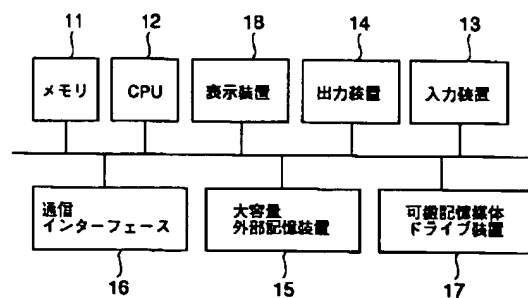 11 12 18 14 13
メモリ CPU 表示装置 出力装置 入力装置
通信 大容量 可搬記憶媒体
インターフェース 外部記憶装置 ドライブ装置
16 15 17